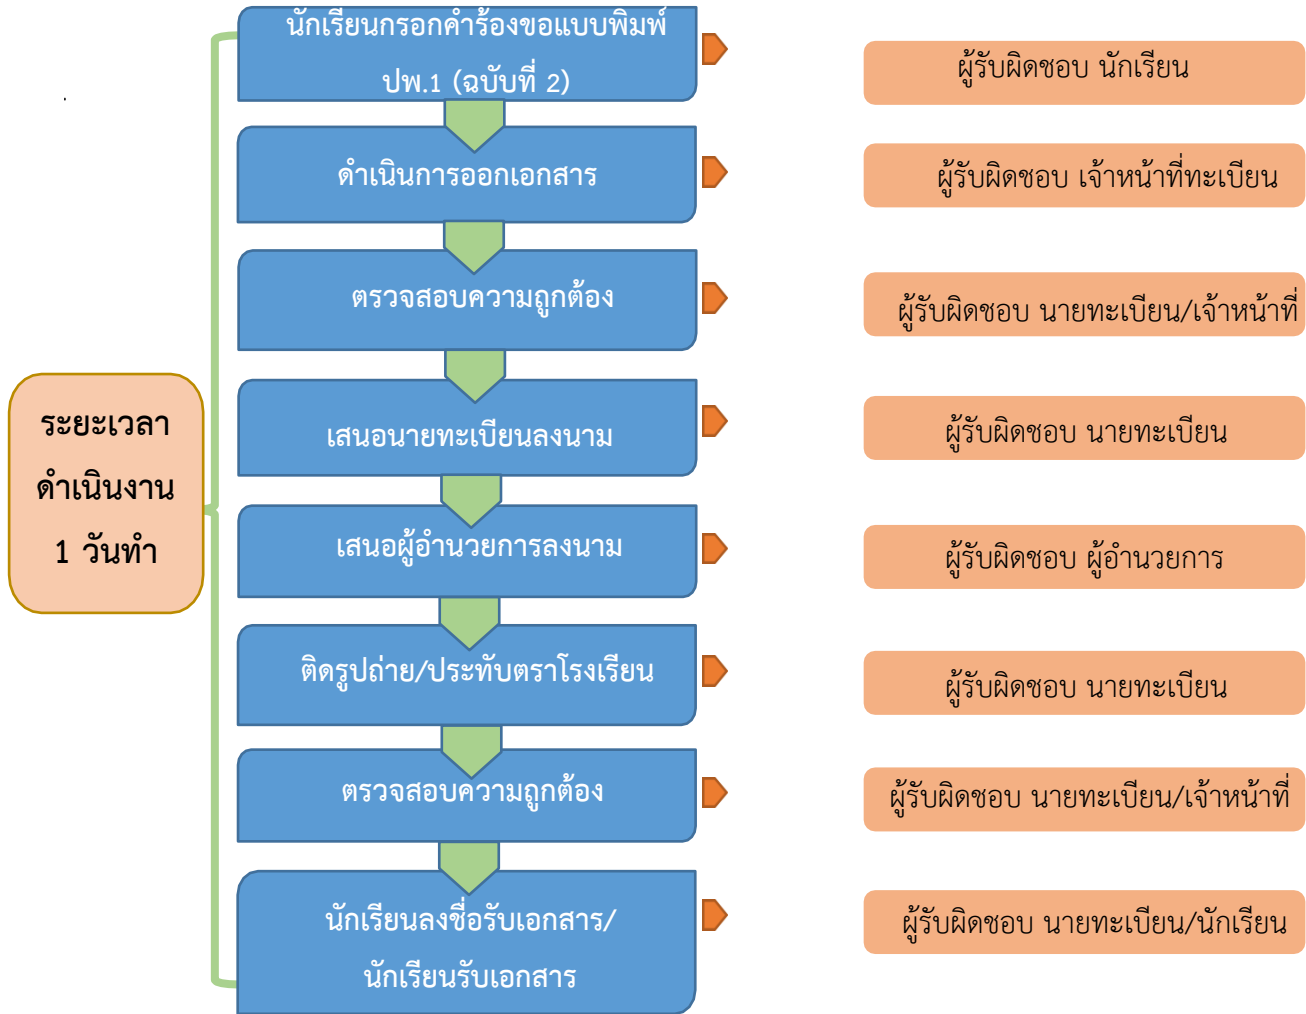 นักเรียนกรอกคำร้องขอแบบพิมพ์
ปพ.1 (ฉบับที่ 2)
ผู้รับผิดชอบ นักเรียน
ดำเนินการออกเอกสาร
ผู้รับผิดชอบ เจ้าหน้าที่ทะเบียน
ตรวจสอบความถูกต้อง
ผู้รับผิดชอบ นายทะเบียน/เจ้าหน้าที่
ระยะเวลา
ดำเนินงาน
1 วันทำ
เสนอนายทะเบียนลงนาม
ผู้รับผิดชอบ นายทะเบียน
เสนอผู้อำนวยการลงนาม
ผู้รับผิดชอบ ผู้อำนวยการ
ติดรูปถ่าย/ประทับตราโรงเรียน
ผู้รับผิดชอบ นายทะเบียน
ตรวจสอบความถูกต้อง
ผู้รับผิดชอบ นายทะเบียน/เจ้าหน้าที่
นักเรียนลงชื่อรับเอกสาร/
นักเรียนรับเอกสาร
ผู้รับผิดชอบ นายทะเบียน/นักเรียน